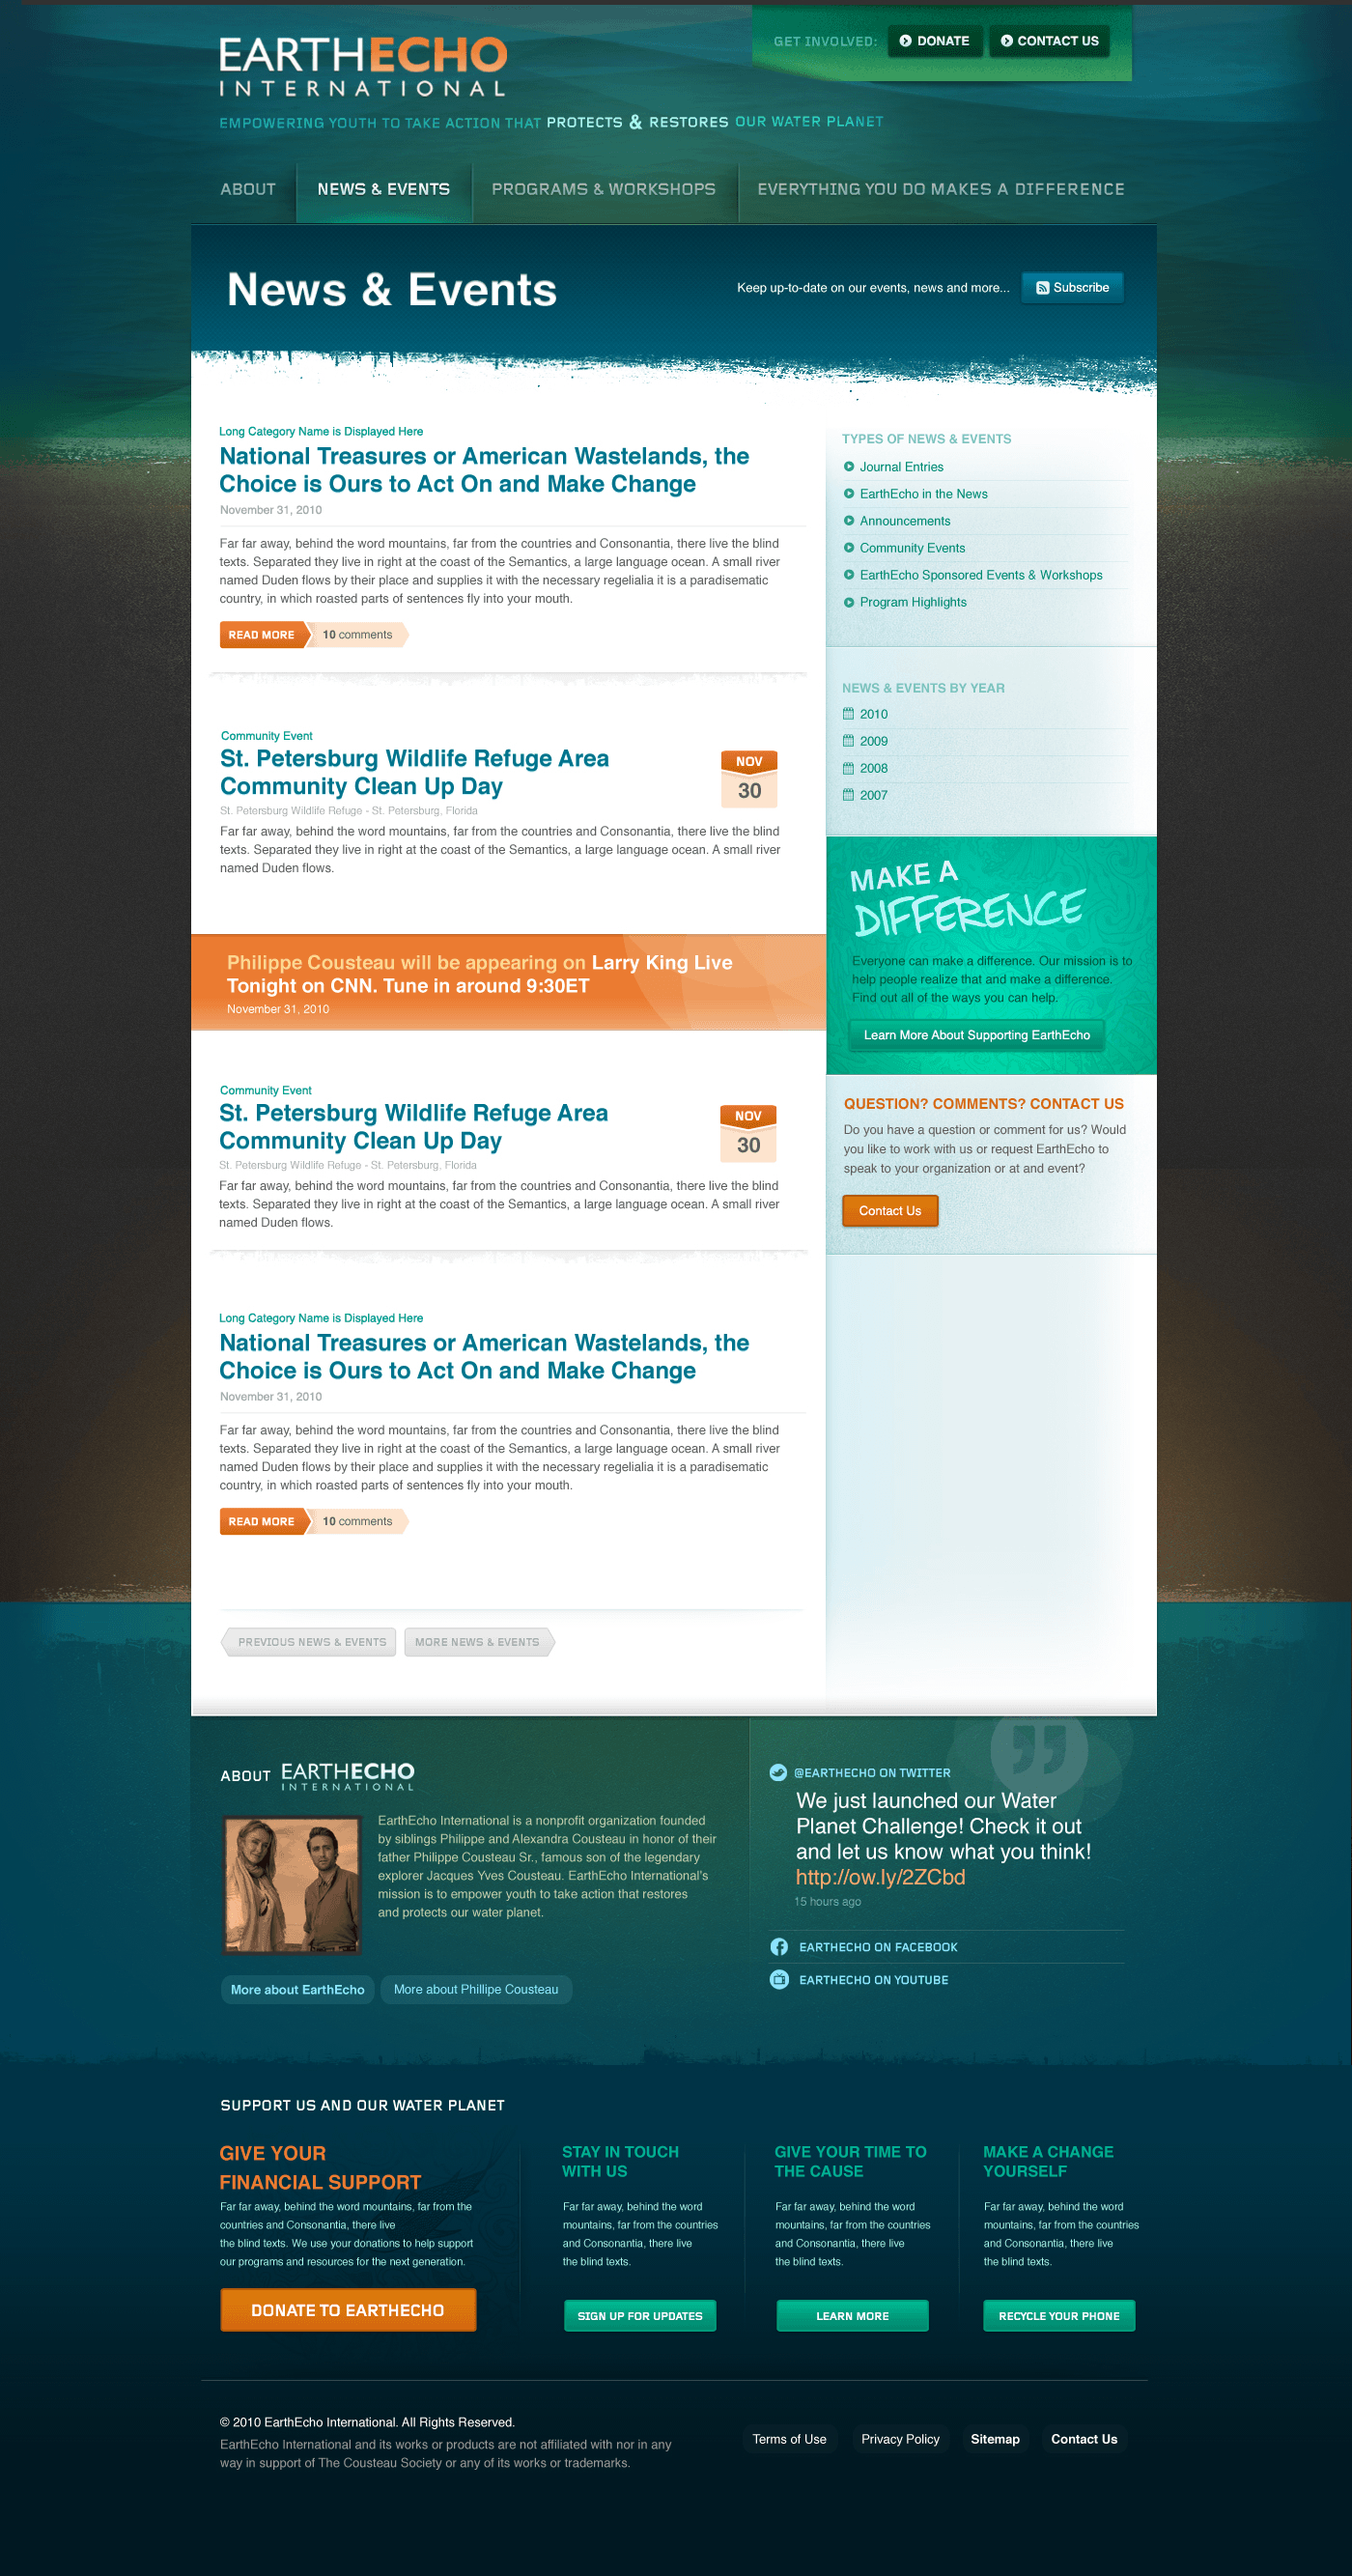 EARTHECHO
INTERNATIONAL
GET INVOLVED:
DONATE
CONTACT US
EMPOWERING YOUTH TO TAKE ACTION THAT PROTECTS & RESTORES OUR WATER PLANET
ABOUT
NEWS & EVENTS
PROGRAMS & WORKSHOPS
EVERYTHING YOU DO MAKES A DIFFERENCE
News & Events
Keep up-to-date on our events, news and more...
Subscribe
Long Category Name is Displayed Here
National Treasures or American Wastelands, the
Choice is Ours to Act On and Make Change
November 31, 2010
Far far away, behind the word mountains, far from the countries and Consonantia, there live the blind
texts. Separated they live in right at the coast of the Semantics, a large language ocean. A small river
named Duden flows by their place and supplies it with the necessary regelialia it is a paradisematic
country, in which roasted parts of sentences fly into your mouth.
READ MORE
10 comments
Community Event
St. Petersburg Wildlife Refuge Area
Community Clean Up Day
NOV
30
St. Petersburg Wildlife Refuge - St. Petersburg, Florida
Far far away, behind the word mountains, far from the countries and Consonantia, there live the blind
texts. Separated they live in right at the coast of the Semantics, a large language ocean. A small river
named Duden flows.
Philippe Cousteau will be appearing on Larry King Live
Tonight on CNN. Tune in around 9:30ET
November 31, 2010
Community Event
St. Petersburg Wildlife Refuge Area
Community Clean Up Day
NOV
30
St. Petersburg Wildlife Refuge - St. Petersburg, Florida
Far far away, behind the word mountains, far from the countries and Consonantia, there live the blind
texts. Separated they live in right at the coast of the Semantics, a large language ocean. A small river
named Duden flows.
Long Category Name is Displayed Here
National Treasures or American Wastelands, the
Choice is Ours to Act On and Make Change
November 31, 2010
Far far away, behind the word mountains, far from the countries and Consonantia, there live the blind
texts. Separated they live in right at the coast of the Semantics, a large language ocean. A small river
named Duden flows by their place and supplies it with the necessary regelialia it is a paradisematic
country, in which roasted parts of sentences fly into your mouth.
READ MORE
10 comments
PREVIOUS NEWS & EVENTS
MORE NEWS & EVENTS
TYPES OF NEWS & EVENTS
Journal Entries
EarthEcho in the News
Announcements
Community Events
EarthEcho Sponsored Events & Workshops
Program Highlights
NEWS & EVENTS BY YEAR
2010
2009
2008
2007
MAKE A
DIFFERENCE
Everyone can make a difference. Our mission is to
help people realize that and make a difference.
Find out all of the ways you can help.
Learn More About Supporting EarthEcho
QUESTION? COMMENTS? CONTACT US
Do you have a question or comment for us? Would
you like to work with us or request EarthEcho to
speak to your organization or at and event?
Contact Us
ABOUT
EARTHECHO
INTERNATIONAL
EarthEcho International is a nonprofit organization founded
by siblings Philippe and Alexandra Cousteau in honor of their
father Philippe Cousteau Sr., famous son of the legendary
explorer Jacques Yves Cousteau. EarthEcho International's
mission is to empower youth to take action that restores
and protects our water planet.
More about EarthEcho
More about Phillipe Cousteau
@EARTHECHO ON TWITTER
We just launched our Water
Planet Challenge! Check it out
and let us know what you think!
http://ow.ly/2ZCbd
15 hours ago
EARTHECHO ON FACEBOOK
EARTHECHO ON YOUTUBE
SUPPORT US AND OUR WATER PLANET
GIVE YOUR
FINANCIAL SUPPORT
Far far away, behind the word mountains, far from the
countries and Consonantia, there live
the blind texts. We use your donations to help support
our programs and resources for the next generation.
DONATE TO EARTHECHO
STAY IN TOUCH
WITH US
Far far away, behind the word
mountains, far from the countries
and Consonantia, there live
the blind texts.
SIGN UP FOR UPDATES
GIVE YOUR TIME TO
THE CAUSE
Far far away, behind the word
mountains, far from the countries
and Consonantia, there live
the blind texts.
LEARN MORE
MAKE A CHANGE
YOURSELF
Far far away, behind the word
mountains, far from the countries
and Consonantia, there live
the blind texts.
RECYCLE YOUR PHONE
© 2010 EarthEcho International. All Rights Reserved.
EarthEcho International and its works or products are not affiliated with nor in any
way in support of The Cousteau Society or any of its works or trademarks.
Terms of Use
Privacy Policy
Sitemap
Contact Us